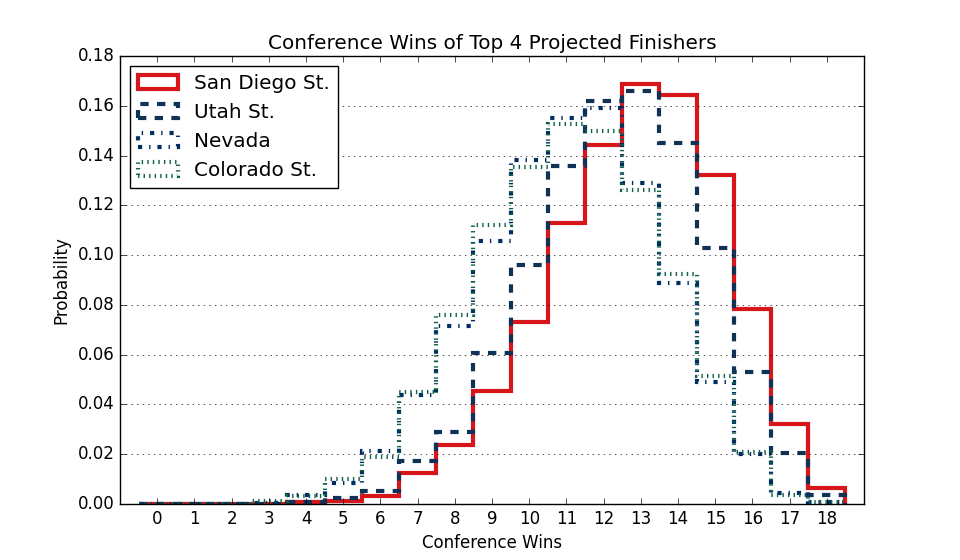 Conference Wins of Top 4 Projected Finishers
0.18
0.16
0.14
0.12
0.10
0.08
0.06
0.04
0.02
0.00
Probability
San Diego St.
Utah St.
Nevada
Colorado St.
0 1 2 3 4 5 6 7 8 9 10 11 12 13 14 15 16 17 18
Conference Wins